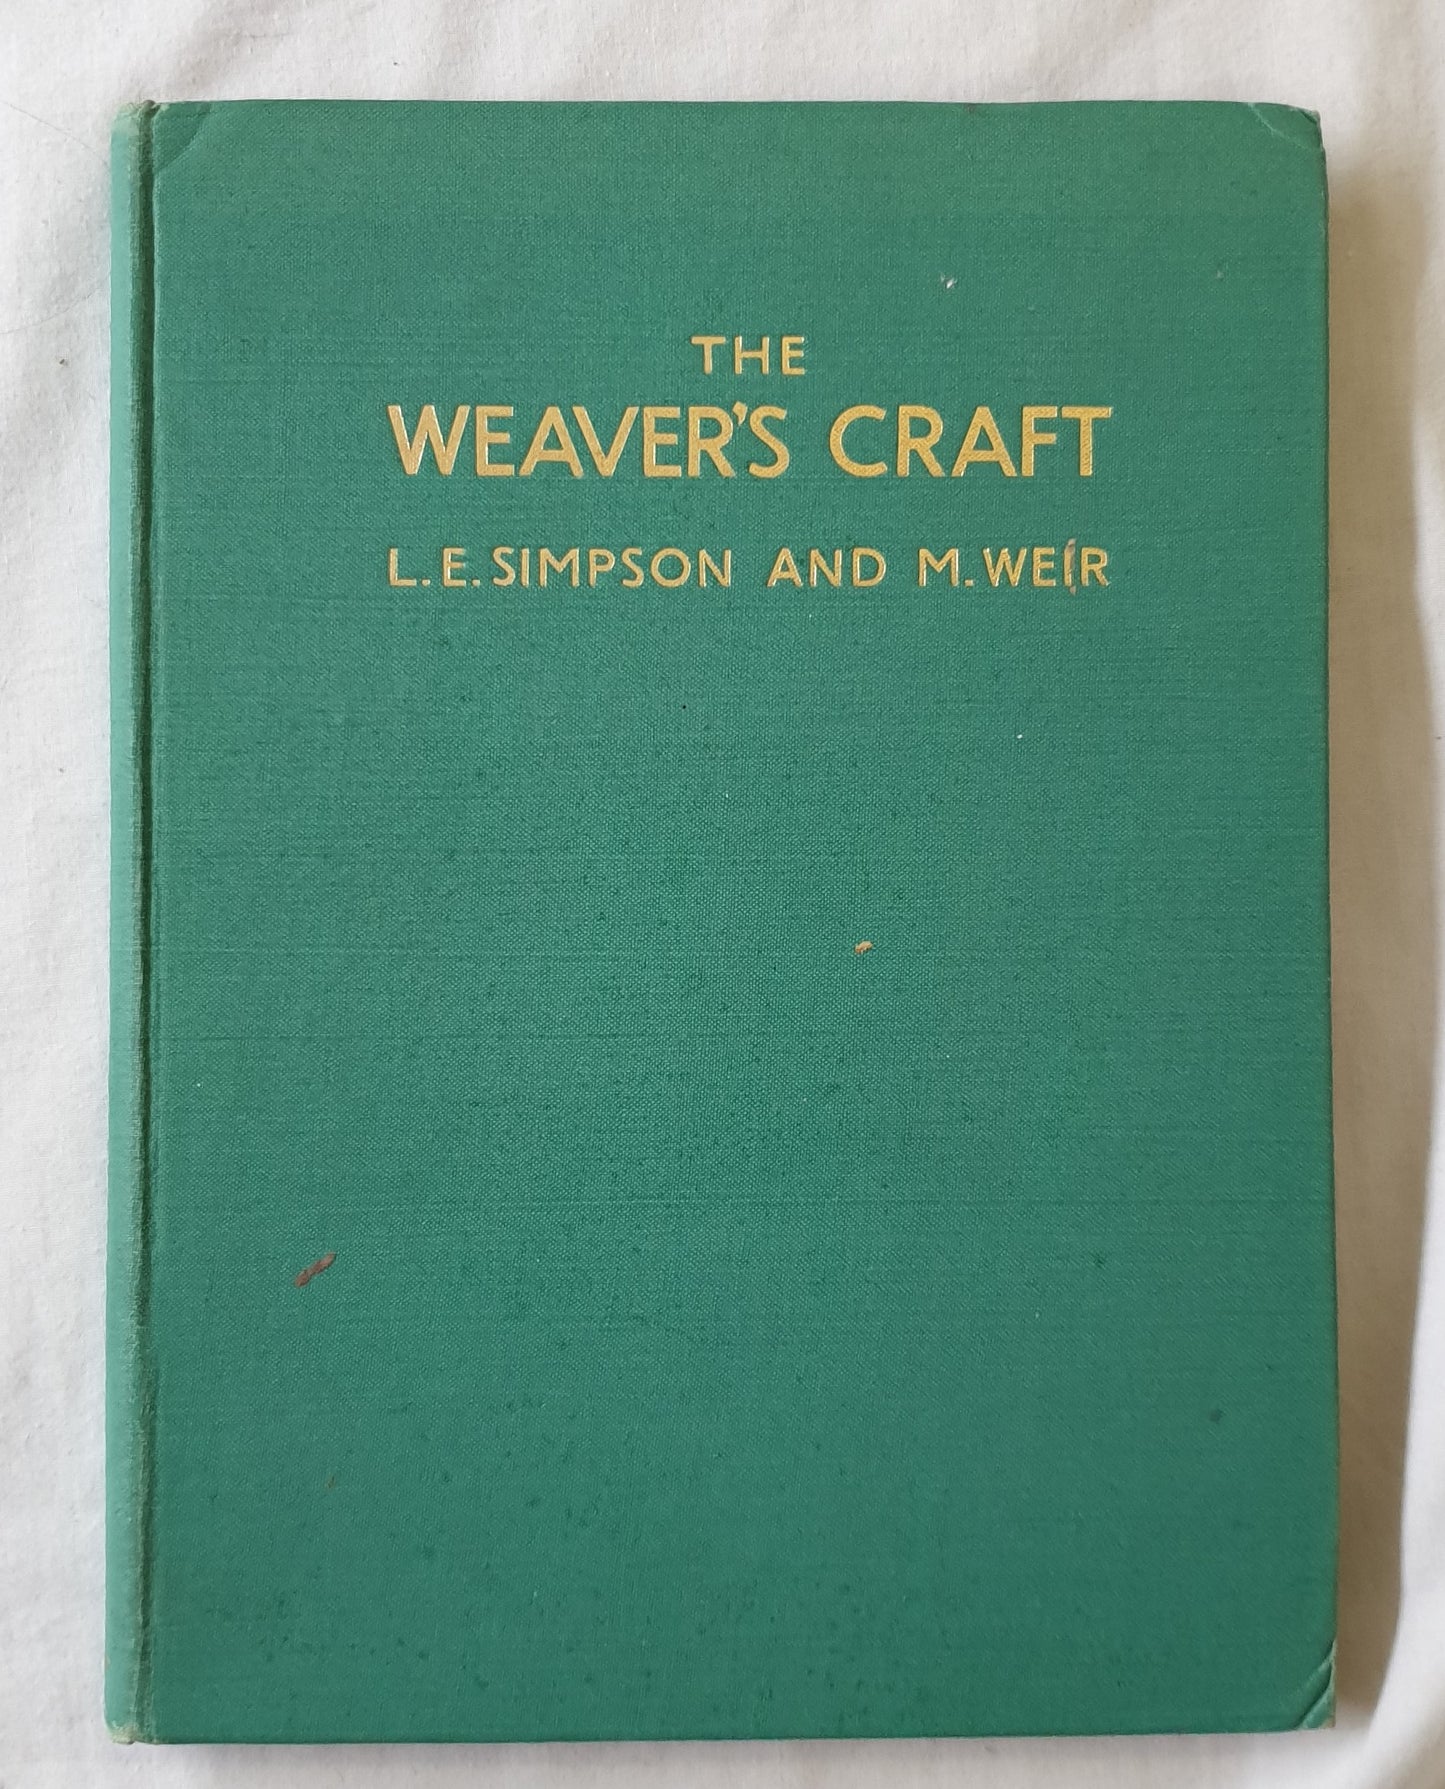 THE
WEAVER'S CRAFT
L.E.SIMPSON AND M.WEIR